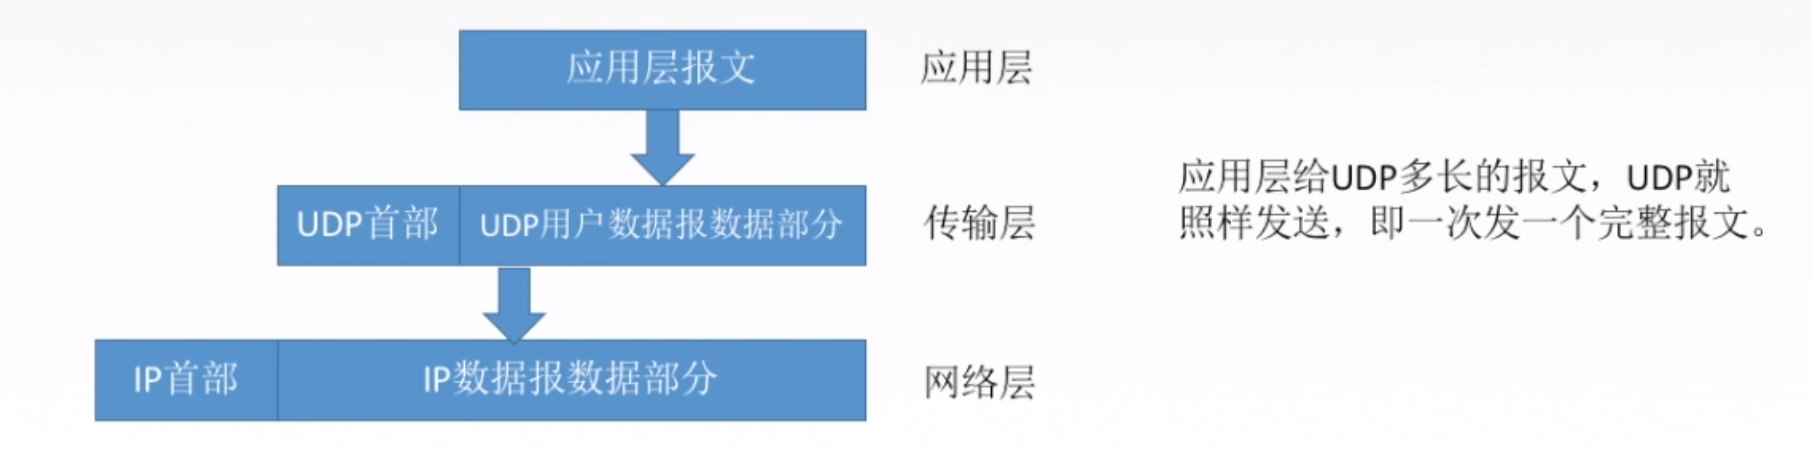 应用层报文
应用层
应用层给UDP多长的报文，UDP就
照样发送，即一次发一个完整报文。
UDP首部
UDP用户数据报数据部分
传输层
IP首部
IP数据报数据部分
网络层